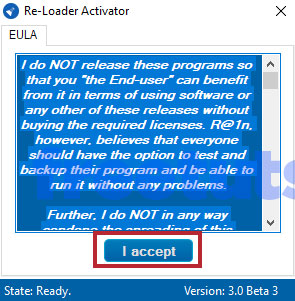 Re-Loader Activator
EULA
I do NOT release these programs so
that you "the End-user" can benefit
from it in terms of using software or
any other of these releases without
buying the required licenses. R@1n,
however, believes that everyone
should have the option to test and
backup their program and be able to
run it without any problems.
Further, I do NOT in any way
condone the spreading of this
I accept
State: Ready.
Version: 3.0 Beta 3